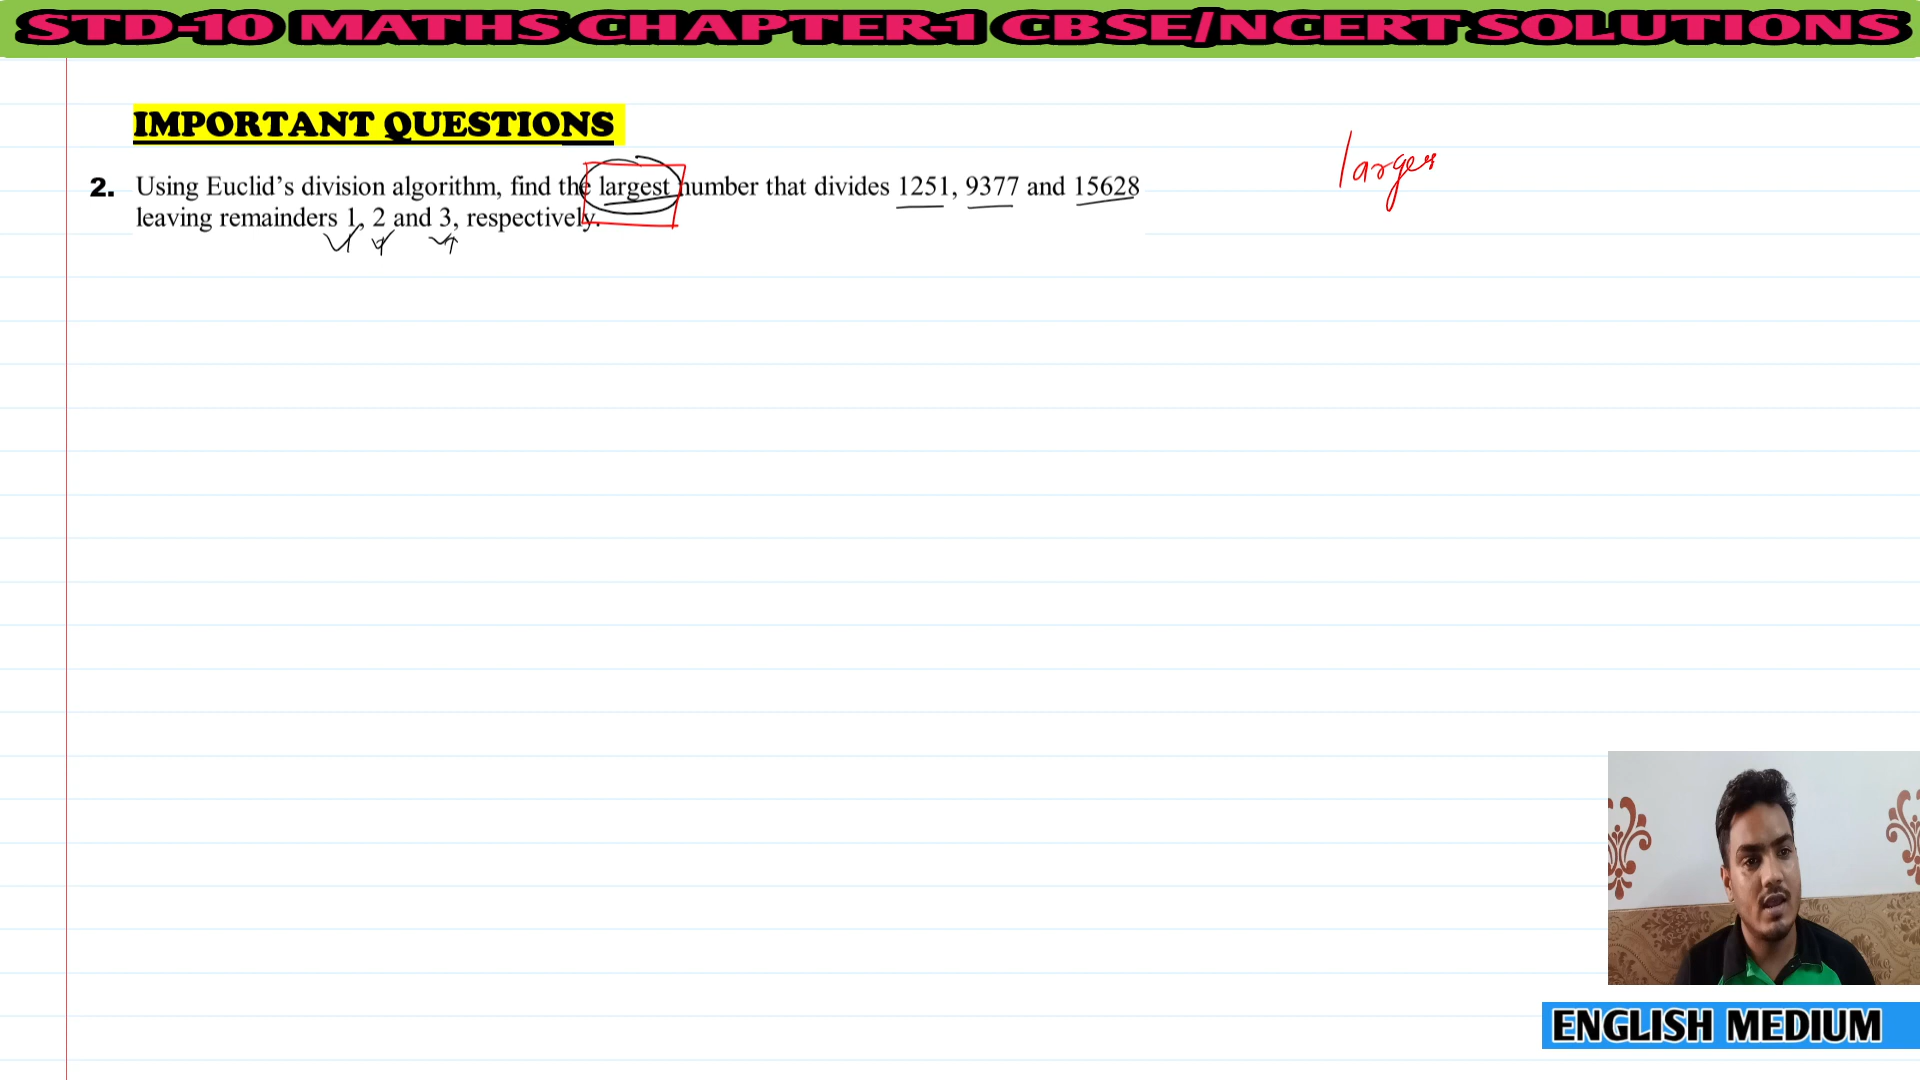 STD-10 MATHS CHAPTER-1 CBSE/NCERT SOLUTIONS
IMPORTANT QUESTIONS
2. Using Euclid’s division algorithm, find the largest number that divides 1251, 9377 and 15628
leaving remainders 1, 2 and 3, respectively.
larges
ENGLISH MEDIUM